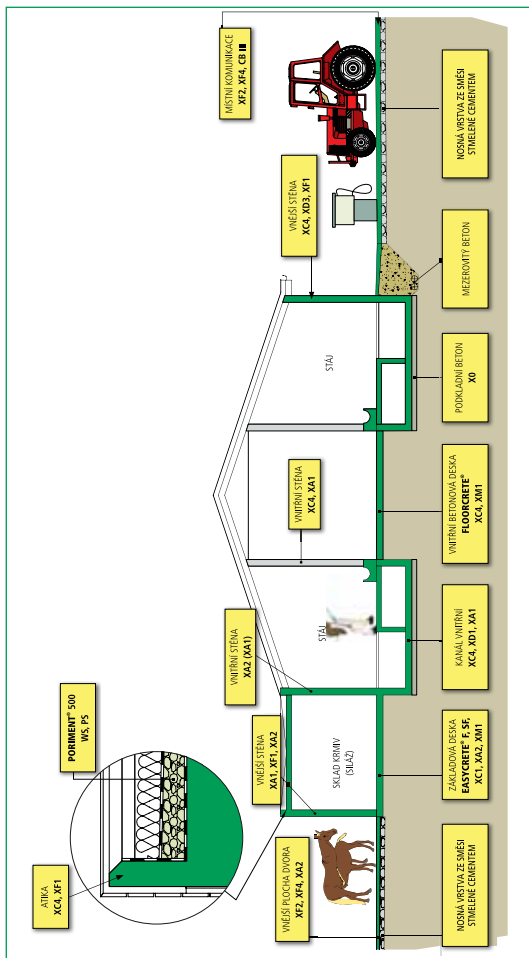 ATIKA
XC4, XF1
PORIMENT® 500
WS, PS
VNĚJŠÍ PLOCHA DVORA
XF2, XF4, XA2
VNĚJŠÍ STĚNA
XA1, XF1, XA2
VNITŘNÍ STĚNA
XA2 (XA1)
VNITŘNÍ STĚNA
XC4, XA1
VNĚJŠÍ STĚNA
XC4, XD3, XF1
MÍSTNÍ KOMUNIKACE
XF2, XF4, CB III
SKLAD KRMIV
(SILÁŽ)
STÁJ
STÁJ
NOSNÁ VRSTVA ZE SMĚSI
STMELENÉ CEMENTEM
ZÁKLADOVÁ DESKA
EASYCRETE® F, SF,
XC1, XA2, XM1
KANÁL VNITŘNÍ
XC4, XD1, XA1
VNITŘNÍ BETONOVÁ DESKA
FLOORCRETE®
XC4, XM1
PODKLADNÍ BETON
X0
MEZEROVITÝ BETON
NOSNÁ VRSTVA ZE SMĚSI
STMELENÉ CEMENTEM